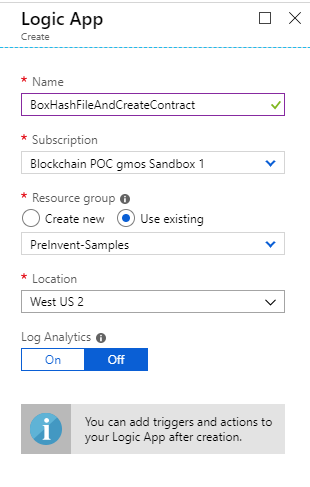 Logic App
Create
* Name
BoxHashFileAndCreateContract
* Subscription
Blockchain POC gmos Sandbox 1
* Resource group
Create new Use existing
PreInvent-Samples
* Location
West US 2
Log Analytics
On Off
You can add triggers and actions to
your Logic App after creation.